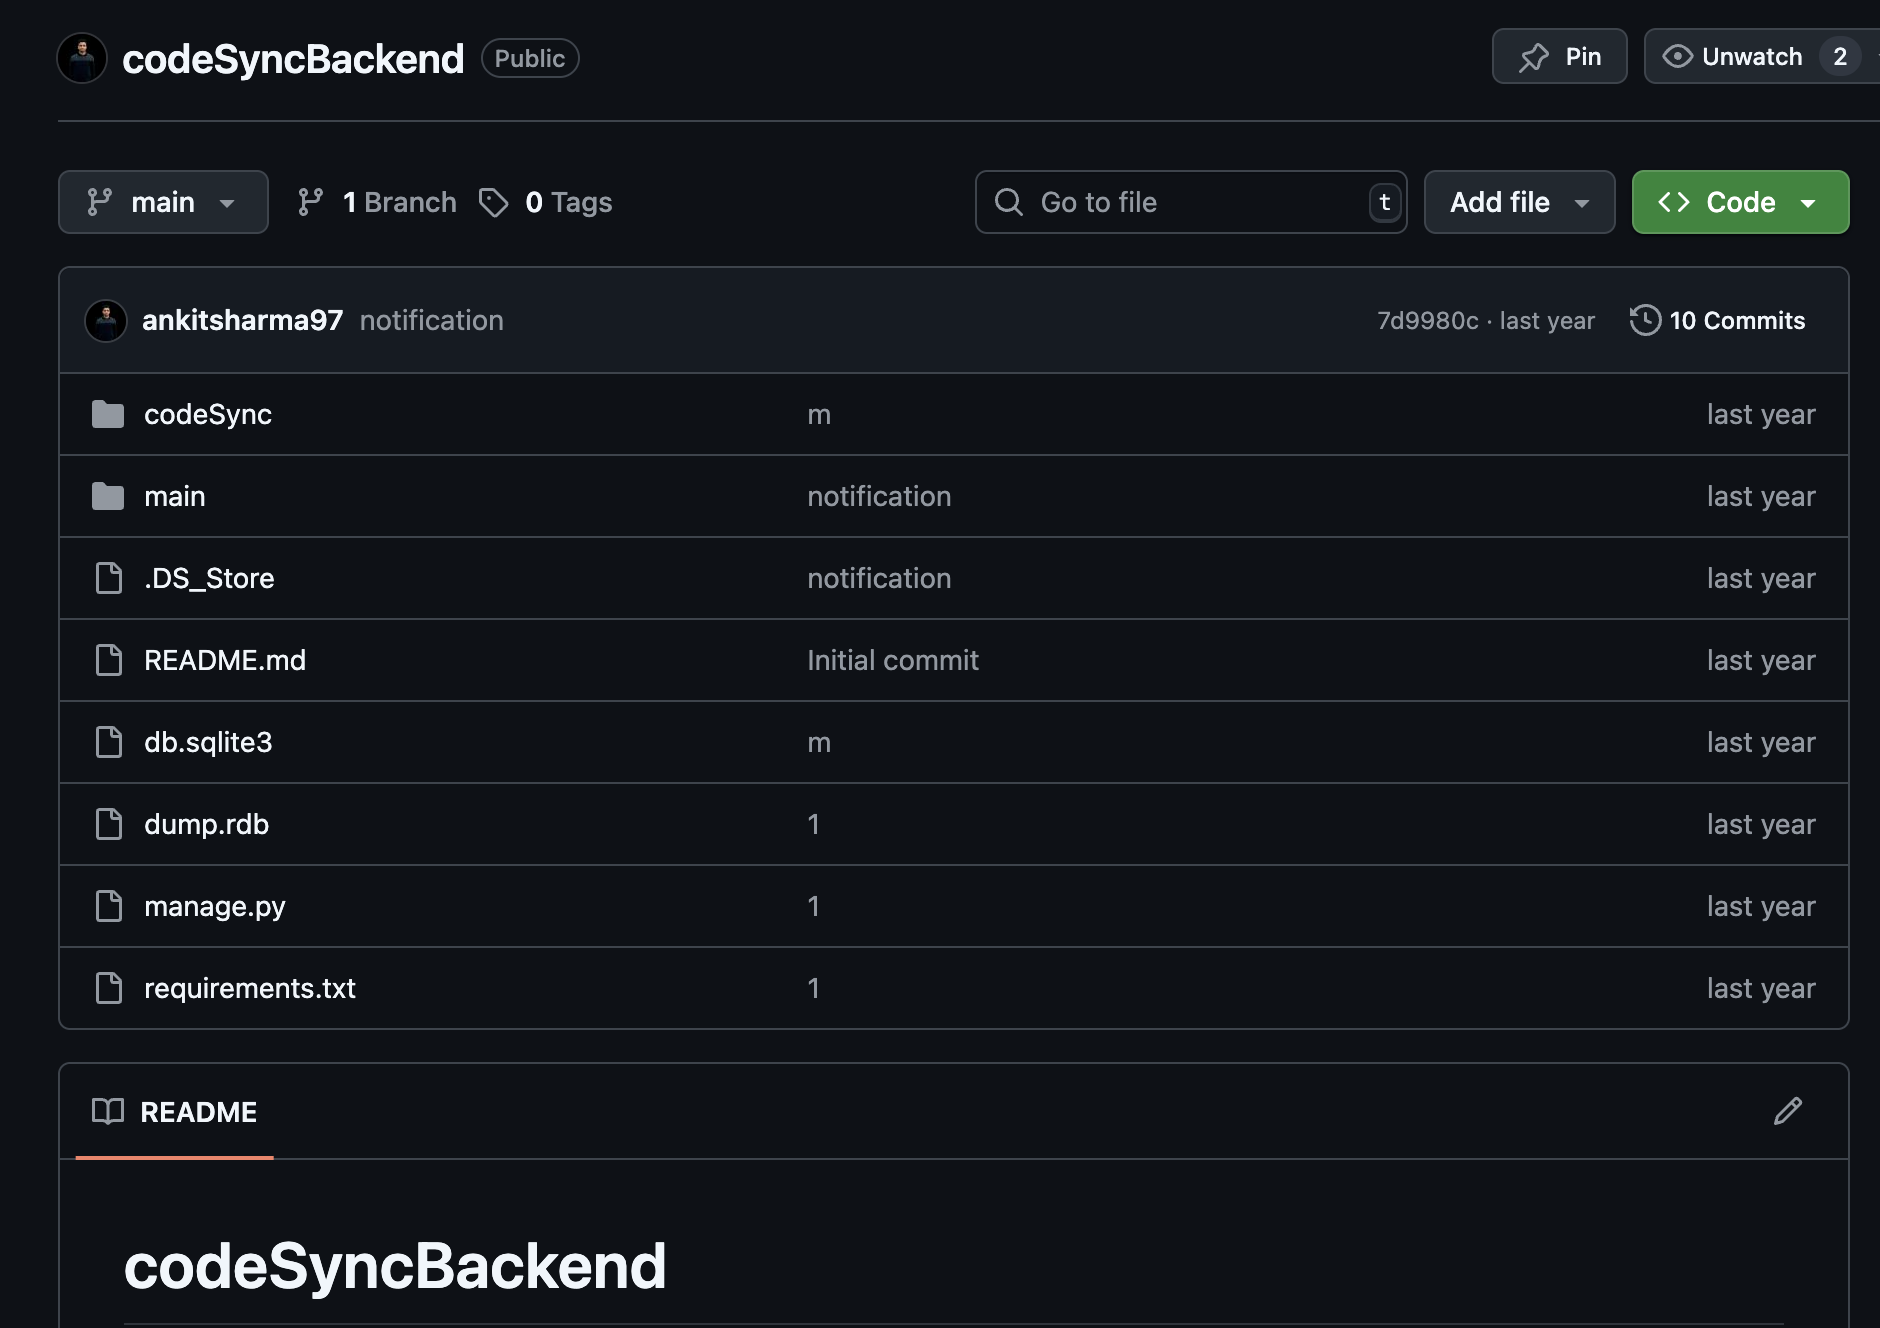 codeSyncBackend Public Pin Unwatch 2
main 1 Branch 0 Tags Go to file t Add file Code
ankitsharma97 notification 7d9980c · last year 10 Commits
codeSync m last year
main notification last year
.DS_Store notification last year
README.md Initial commit last year
db.sqlite3 m last year
dump.rdb 1 last year
manage.py 1 last year
requirements.txt 1 last year
README
codeSyncBackend